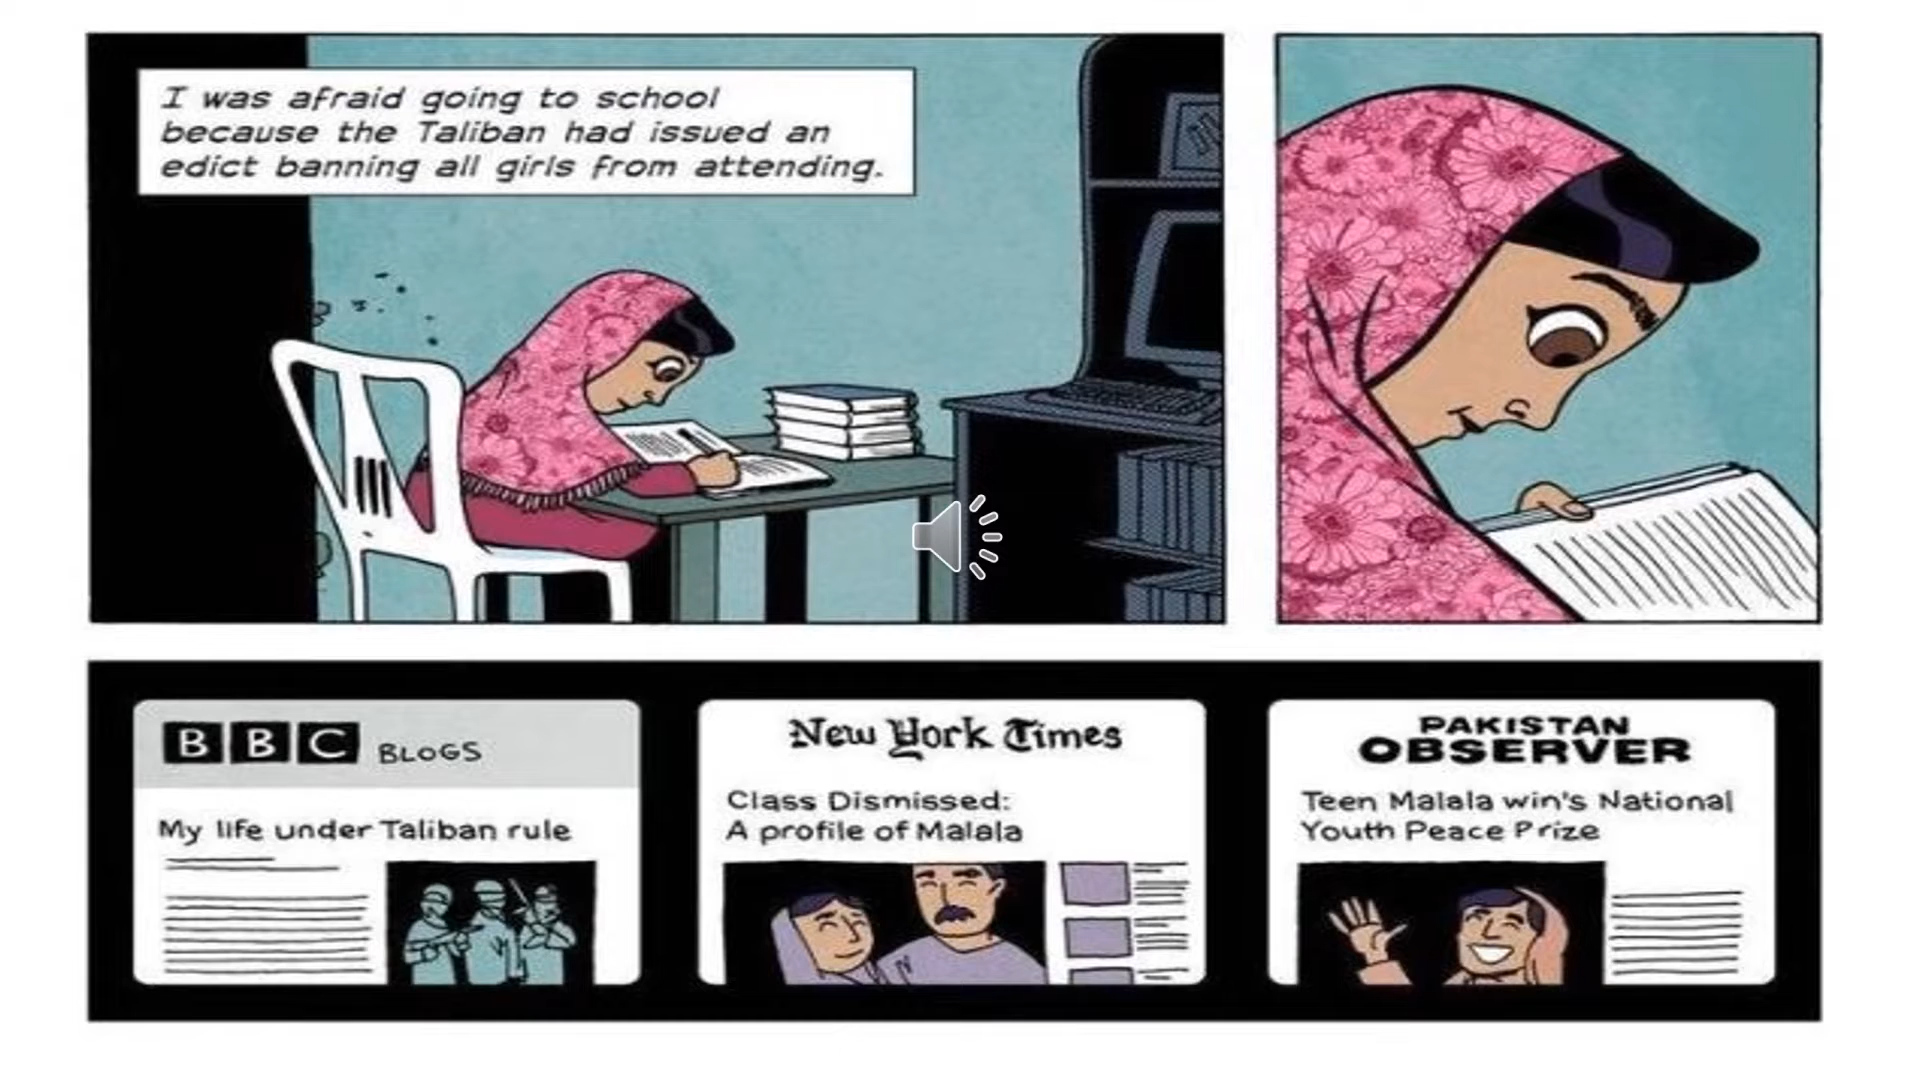 I was afraid going to school
because the Taliban had issued an
edict banning all girls from attending.
BBC BLOGS
My life under Taliban rule
New York Times
Class Dismissed:
A profile of Malala
PAKISTAN
OBSERVER
Teen Malala win's National
Youth Peace Prize